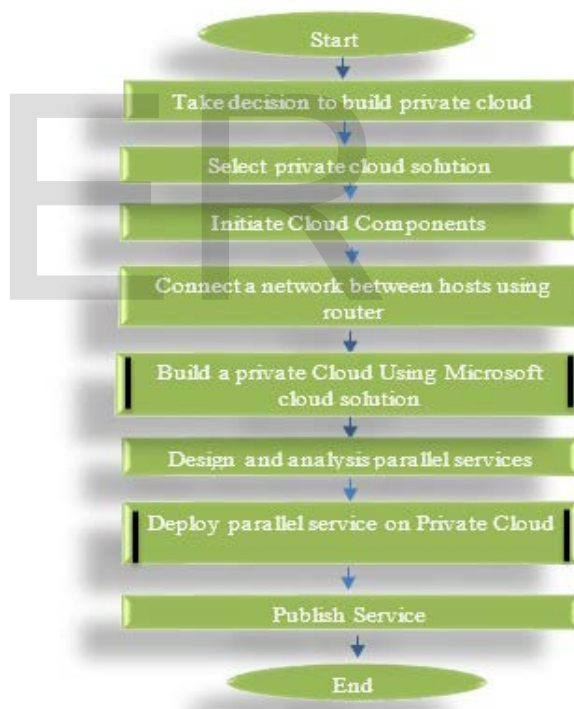 Start
Take decision to build private cloud
Select private cloud solution
Initiate Cloud Components
Connect a network between hosts using
router
Build a private Cloud Using Microsoft
cloud solution
Design and analysis parallel services
Deploy parallel service on Private Cloud
Publish Service
End
ER